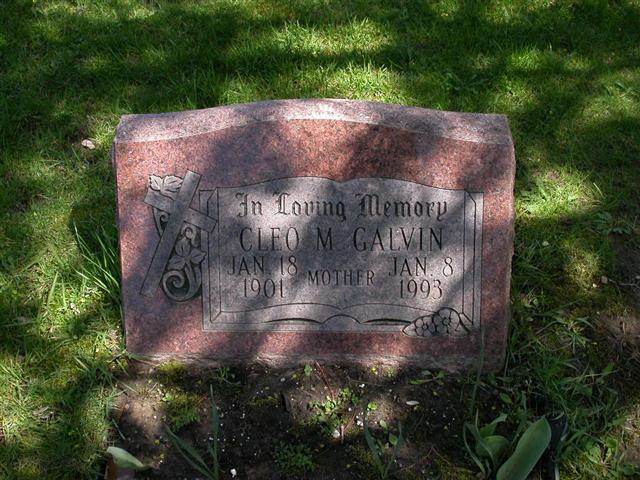 In Loving Memory
CLEO M. GALVIN
JAN. 18 MOTHER JAN. 8
1901 1993